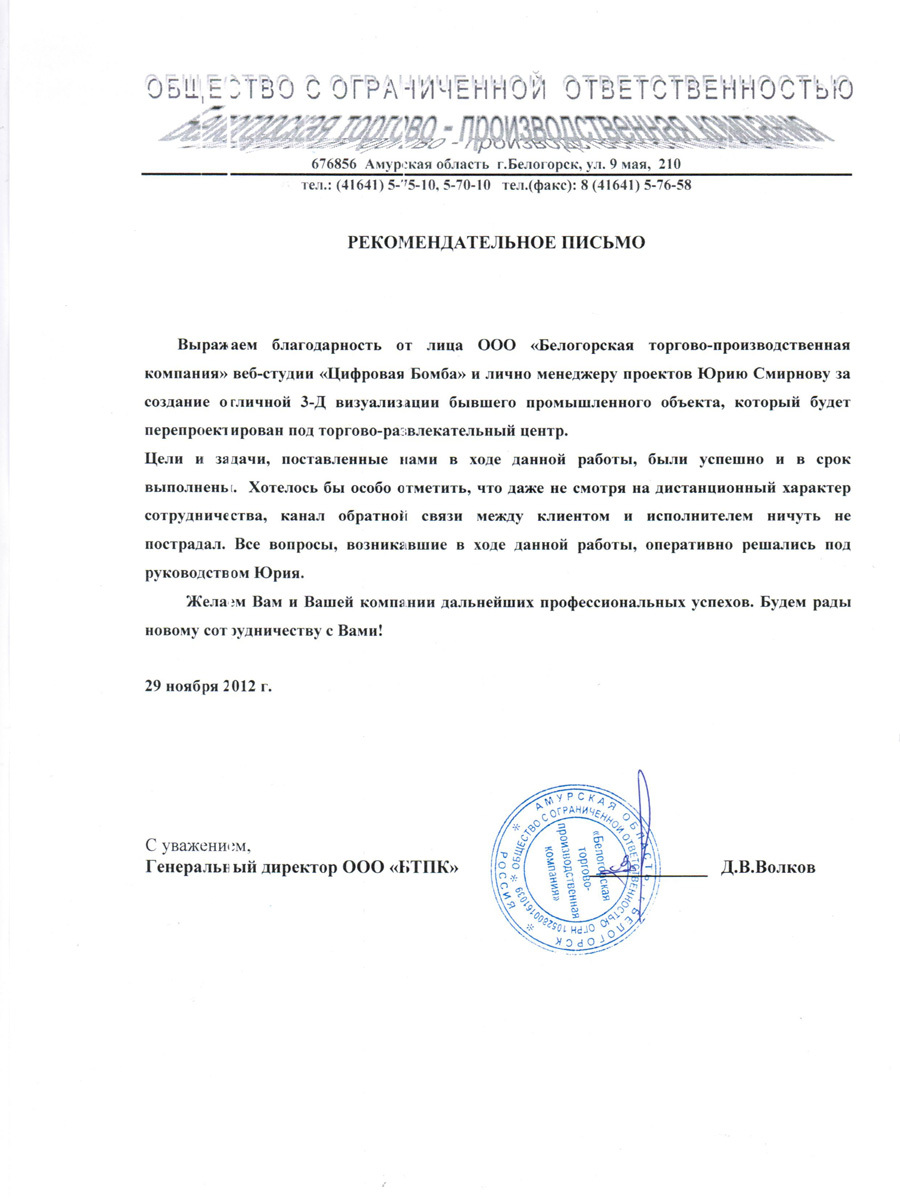 ОБЩЕСТВО С ОГРАНИЧЕННОЙ ОТВЕТСТВЕННОСТЬЮ
Белогорская торгово - производственная компания
676856 Амурская область г.Белогорск, ул. 9 мая, 210
тел.: (41641) 5-75-10, 5-70-10 тел.(факс): 8 (41641) 5-76-58
РЕКОМЕНДАТЕЛЬНОЕ ПИСЬМО
Выражаем благодарность от лица ООО «Белогорская торгово-производственная
компания» веб-студии «Цифровая Бомба» и лично менеджеру проектов Юрию Смирнову за
создание отличной 3-Д визуализации бывшего промышленного объекта, который будет
перепроектирован под торгово-развлекательный центр.
Цели и задачи, поставленные нами в ходе данной работы, были успешно и в срок
выполнены. Хотелось бы особо отметить, что даже не смотря на дистанционный характер
сотрудничества, канал обратной связи между клиентом и исполнителем ничуть не
пострадал. Все вопросы, возникавшие в ходе данной работы, оперативно решались под
руководством Юрия.
Желаем Вам и Вашей компании дальнейших профессиональных успехов. Будем рады
новому сотрудничеству с Вами!
29 ноября 2012 г.
С уважением,
Генеральный директор ООО «БТПК» Д.В.Волков
РОССИЯ * АМУРСКАЯ ОБЛАСТЬ г. БЕЛОГОРСК *
ОБЩЕСТВО С ОГРАНИЧЕННОЙ ОТВЕТСТВЕННОСТЬЮ ОГРН 1052800161039 *
«Белогорская
торгово-
производственная
компания»